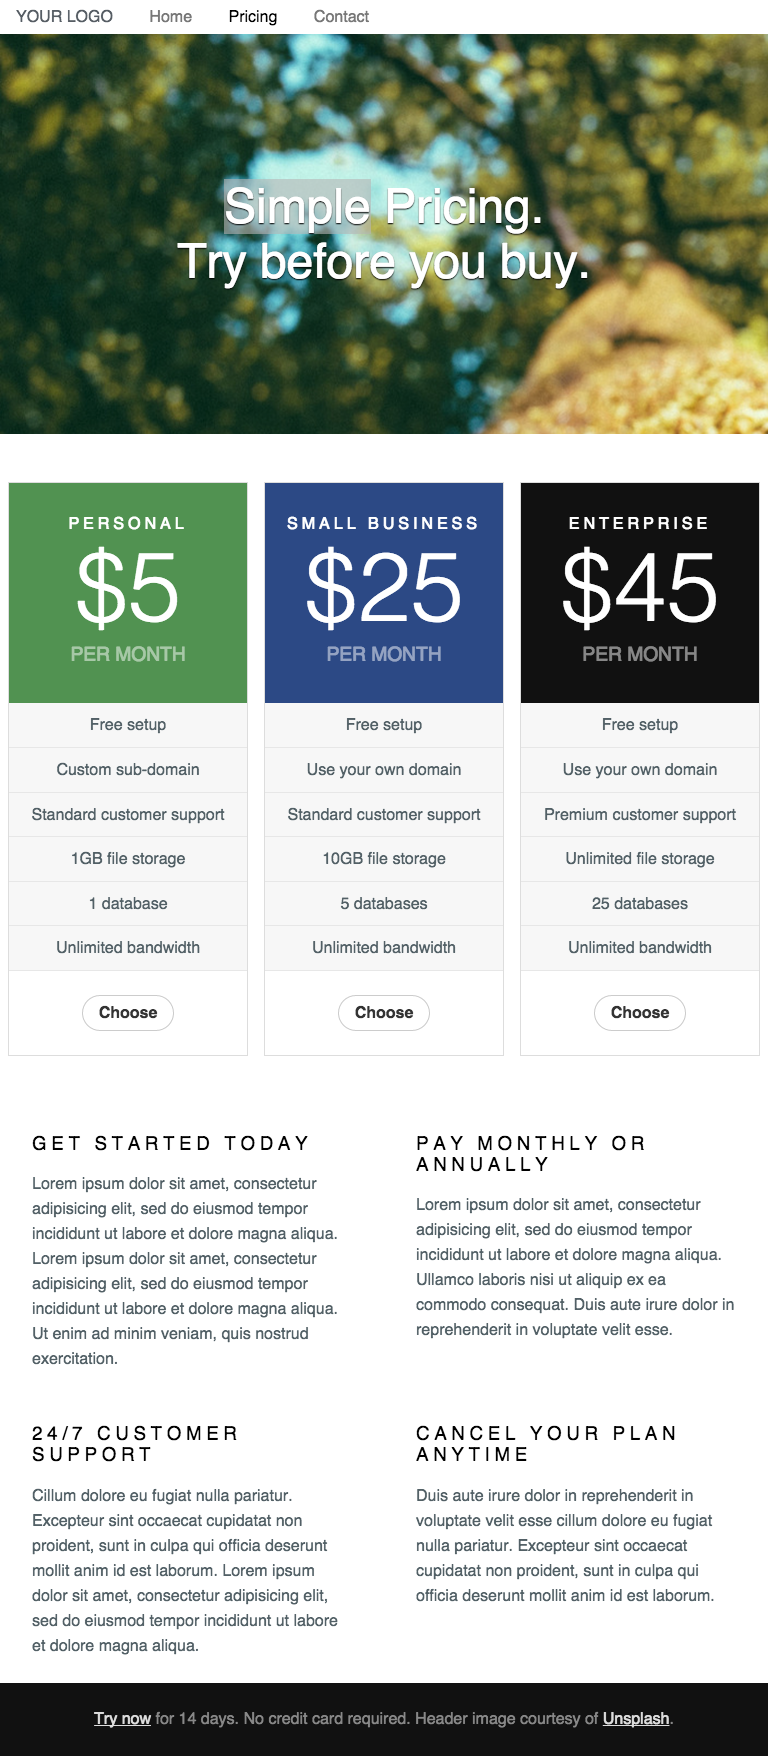 YOUR LOGO Home Pricing Contact
Simple Pricing.
Try before you buy.
PERSONAL
$5
PER MONTH
Free setup
Custom sub-domain
Standard customer support
1GB file storage
1 database
Unlimited bandwidth
Choose
SMALL BUSINESS
$25
PER MONTH
Free setup
Use your own domain
Standard customer support
10GB file storage
5 databases
Unlimited bandwidth
Choose
ENTERPRISE
$45
PER MONTH
Free setup
Use your own domain
Premium customer support
Unlimited file storage
25 databases
Unlimited bandwidth
Choose
GET STARTED TODAY
Lorem ipsum dolor sit amet, consectetur
adipisicing elit, sed do eiusmod tempor
incididunt ut labore et dolore magna aliqua.
Lorem ipsum dolor sit amet, consectetur
adipisicing elit, sed do eiusmod tempor
incididunt ut labore et dolore magna aliqua.
Ut enim ad minim veniam, quis nostrud
exercitation.
PAY MONTHLY OR
ANNUALLY
Lorem ipsum dolor sit amet, consectetur
adipisicing elit, sed do eiusmod tempor
incididunt ut labore et dolore magna aliqua.
Ullamco laboris nisi ut aliquip ex ea
commodo consequat. Duis aute irure dolor in
reprehenderit in voluptate velit esse.
24/7 CUSTOMER
SUPPORT
Cillum dolore eu fugiat nulla pariatur.
Excepteur sint occaecat cupidatat non
proident, sunt in culpa qui officia deserunt
mollit anim id est laborum. Lorem ipsum
dolor sit amet, consectetur adipisicing elit,
sed do eiusmod tempor incididunt ut labore
et dolore magna aliqua.
CANCEL YOUR PLAN
ANYTIME
Duis aute irure dolor in reprehenderit in
voluptate velit esse cillum dolore eu fugiat
nulla pariatur. Excepteur sint occaecat
cupidatat non proident, sunt in culpa qui
officia deserunt mollit anim id est laborum.
Try now for 14 days. No credit card required. Header image courtesy of Unsplash.